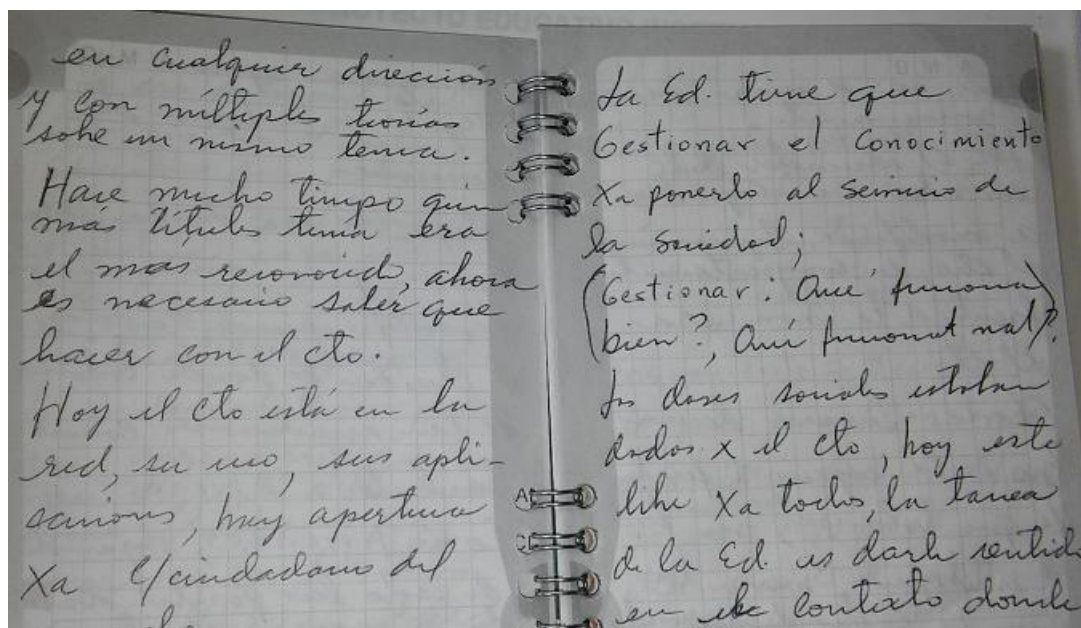 en cualquier dirección
y con múltiples teorías
sobre un mismo tema.
Hace mucho tiempo quien
más títulos tenía era
el mas reconocido, ahora
es necesario saber que
hacer con el cto.
Hoy el cto está en la
red, su uso, sus apli-
caciones, hay apertura
Xa c/ciudadano del
La Ed. tiene que
Gestionar el Conocimiento
Xa ponerlo al servicio de
la sociedad;
(Gestionar: Qué funciona
bien?, Qué funciona mal)?
las clases sociales estaban
dadas x el cto, hoy este
libre Xa todos, la tarea
de la Ed. es darle sentido
en ese contexto donde